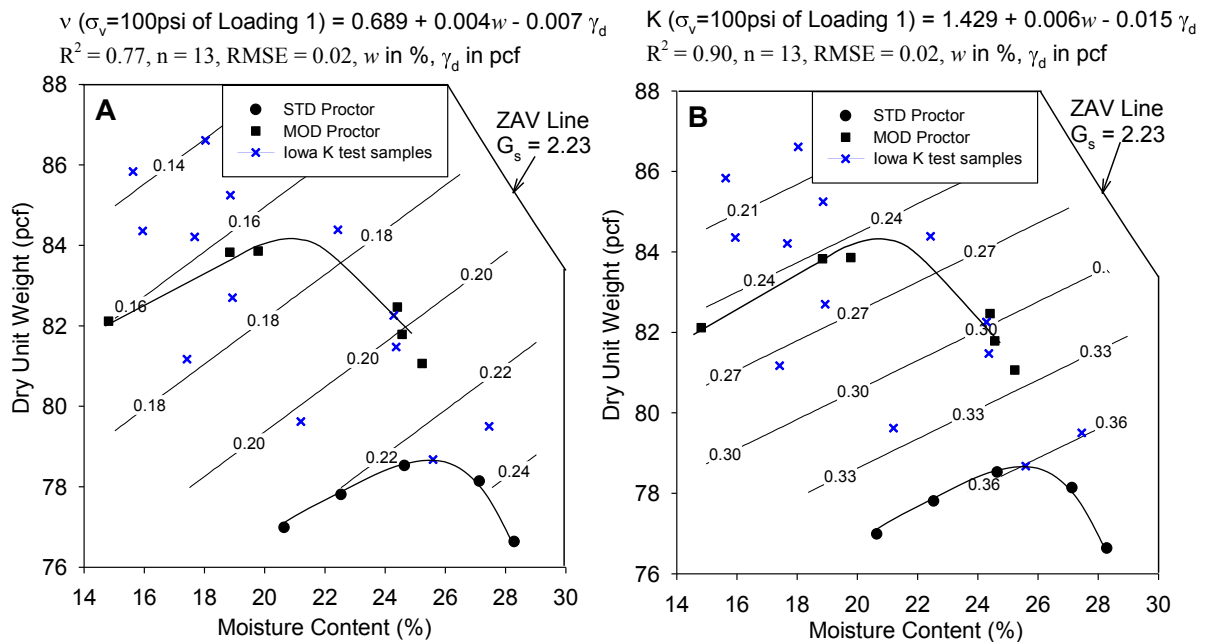 ν (σv=100psi of Loading 1) = 0.689 + 0.004w - 0.007 γd
R² = 0.77, n = 13, RMSE = 0.02, w in %, γd in pcf
A
STD Proctor
MOD Proctor
Iowa K test samples
ZAV Line
Gs = 2.23
88
86
84
82
80
78
76
Dry Unit Weight (pcf)
0.14
0.16
0.18
0.20
0.16
0.18
0.20
0.22
0.18
0.20
0.22
0.24
14 16 18 20 22 24 26 28 30
Moisture Content (%)
K (σv=100psi of Loading 1) = 1.429 + 0.006w - 0.015 γd
R² = 0.90, n = 13, RMSE = 0.02, w in %, γd in pcf
B
STD Proctor
MOD Proctor
Iowa K test samples
ZAV Line
Gs = 2.23
88
86
84
82
80
78
76
Dry Unit Weight (pcf)
0.21
0.24
0.27
0.24
0.27
0.30
0.27
0.30
0.33
0.30
0.33
0.36
0.33
0.36
14 16 18 20 22 24 26 28 30
Moisture Content (%)